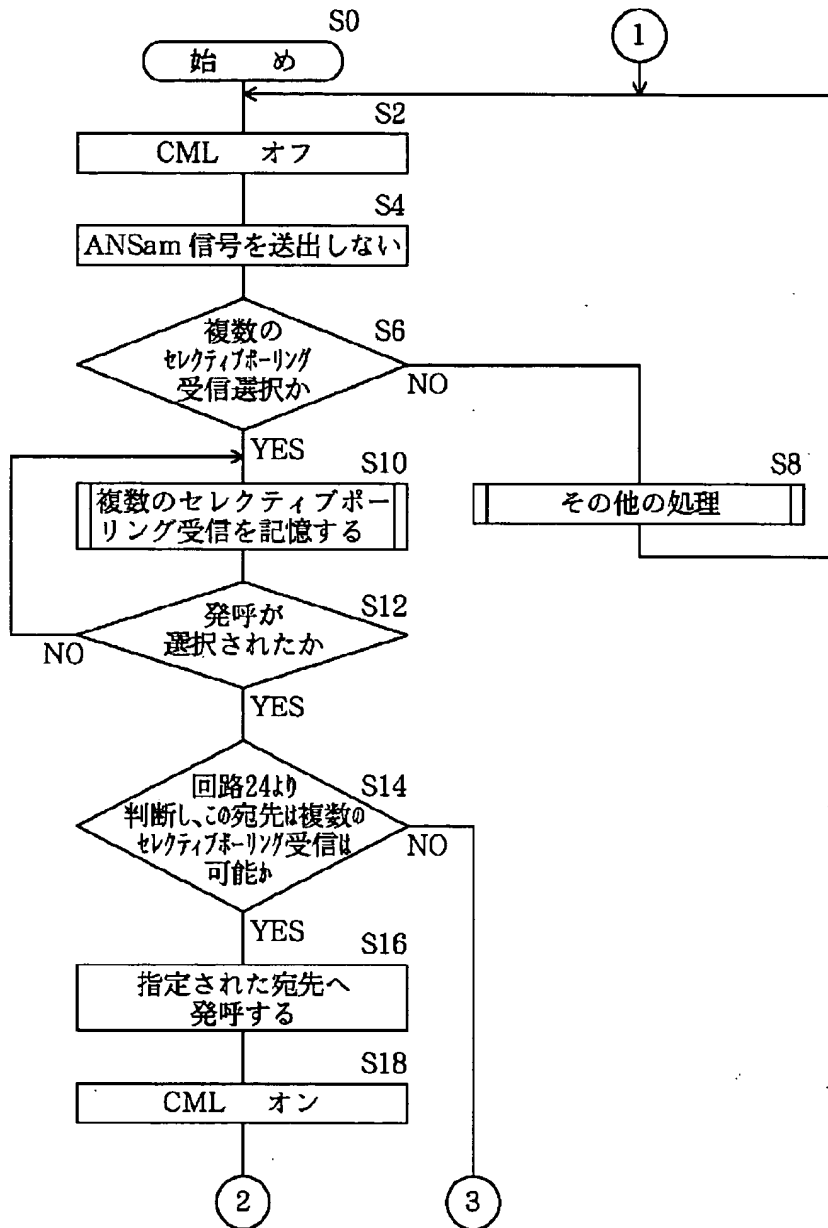 S0
始 め
1
S2
CML オフ
S4
ANSam 信号を送出しない
S6
複数の
セレクティブポーリング
受信選択か
NO
YES
S10
複数のセレクティブポー
リング受信を記憶する
S8
その他の処理
S12
発呼が
選択されたか
NO
YES
S14
回路24より
判断し、この宛先は複数の
セレクティブポーリング受信は
可能か
NO
YES
S16
指定された宛先へ
発呼する
S18
CML オン
2
3